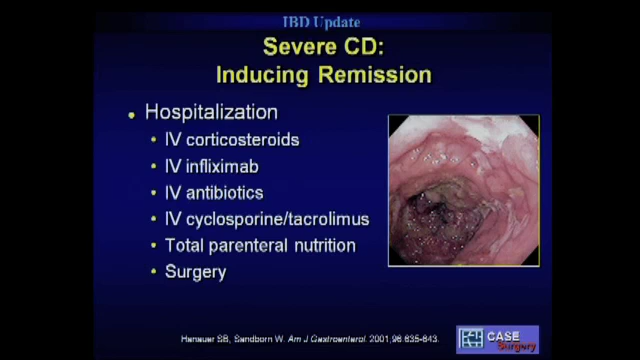 IBD Update
Severe CD:
Inducing Remission
• Hospitalization
• IV corticosteroids
• IV infliximab
• IV antibiotics
• IV cyclosporine/tacrolimus
• Total parenteral nutrition
• Surgery
Hanauer SB, Sandborn W. Am J Gastroenterol. 2001;96:635-643.
CASE
Surgery